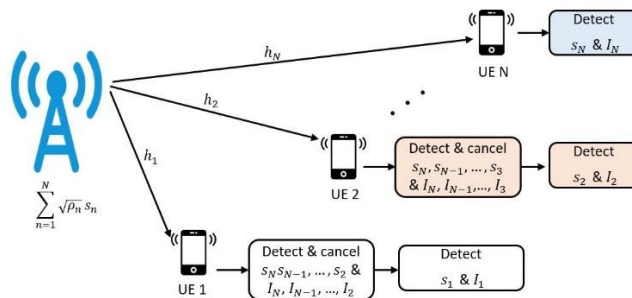 Detect
s_N & I_N
h_N
UE N
h_2
. . .
Detect & cancel
s_N, s_{N−1}, …, s_3
& I_N, I_{N−1},…, I_3
Detect
s_2 & I_2
UE 2
h_1
N
∑ √ρ_n s_n
n=1
Detect & cancel
s_N s_{N−1}, …, s_2 &
I_N, I_{N−1}, …, I_2
Detect
s_1 & I_1
UE 1